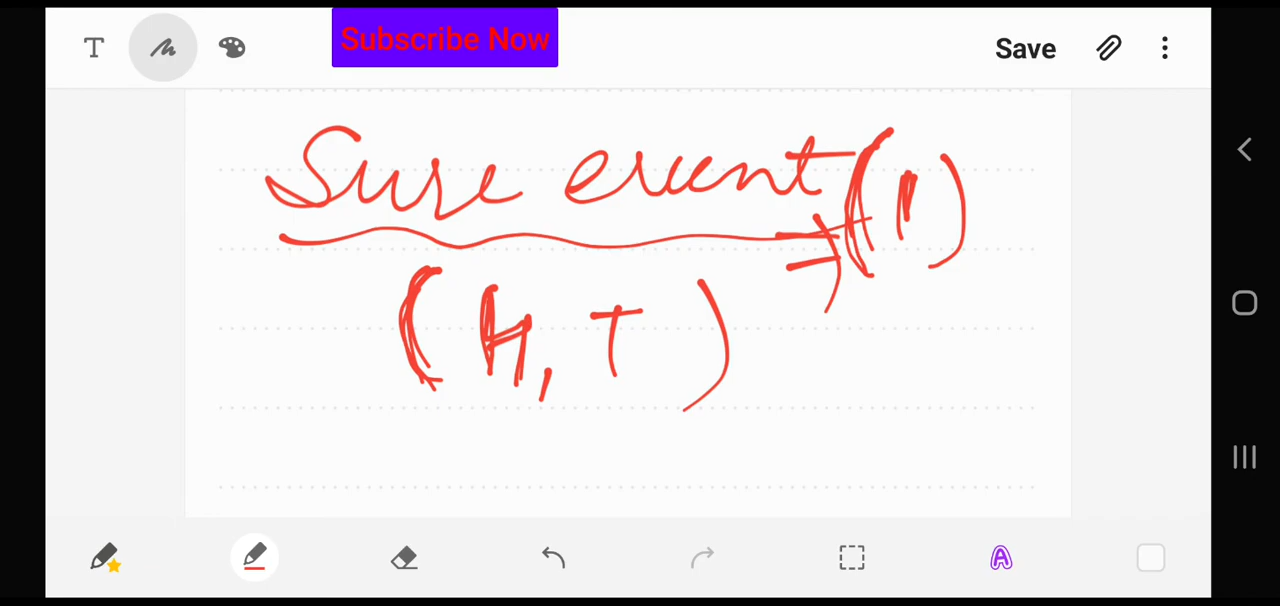 T Subscribe Now Save
Sure event → (1)
(H, T)
A